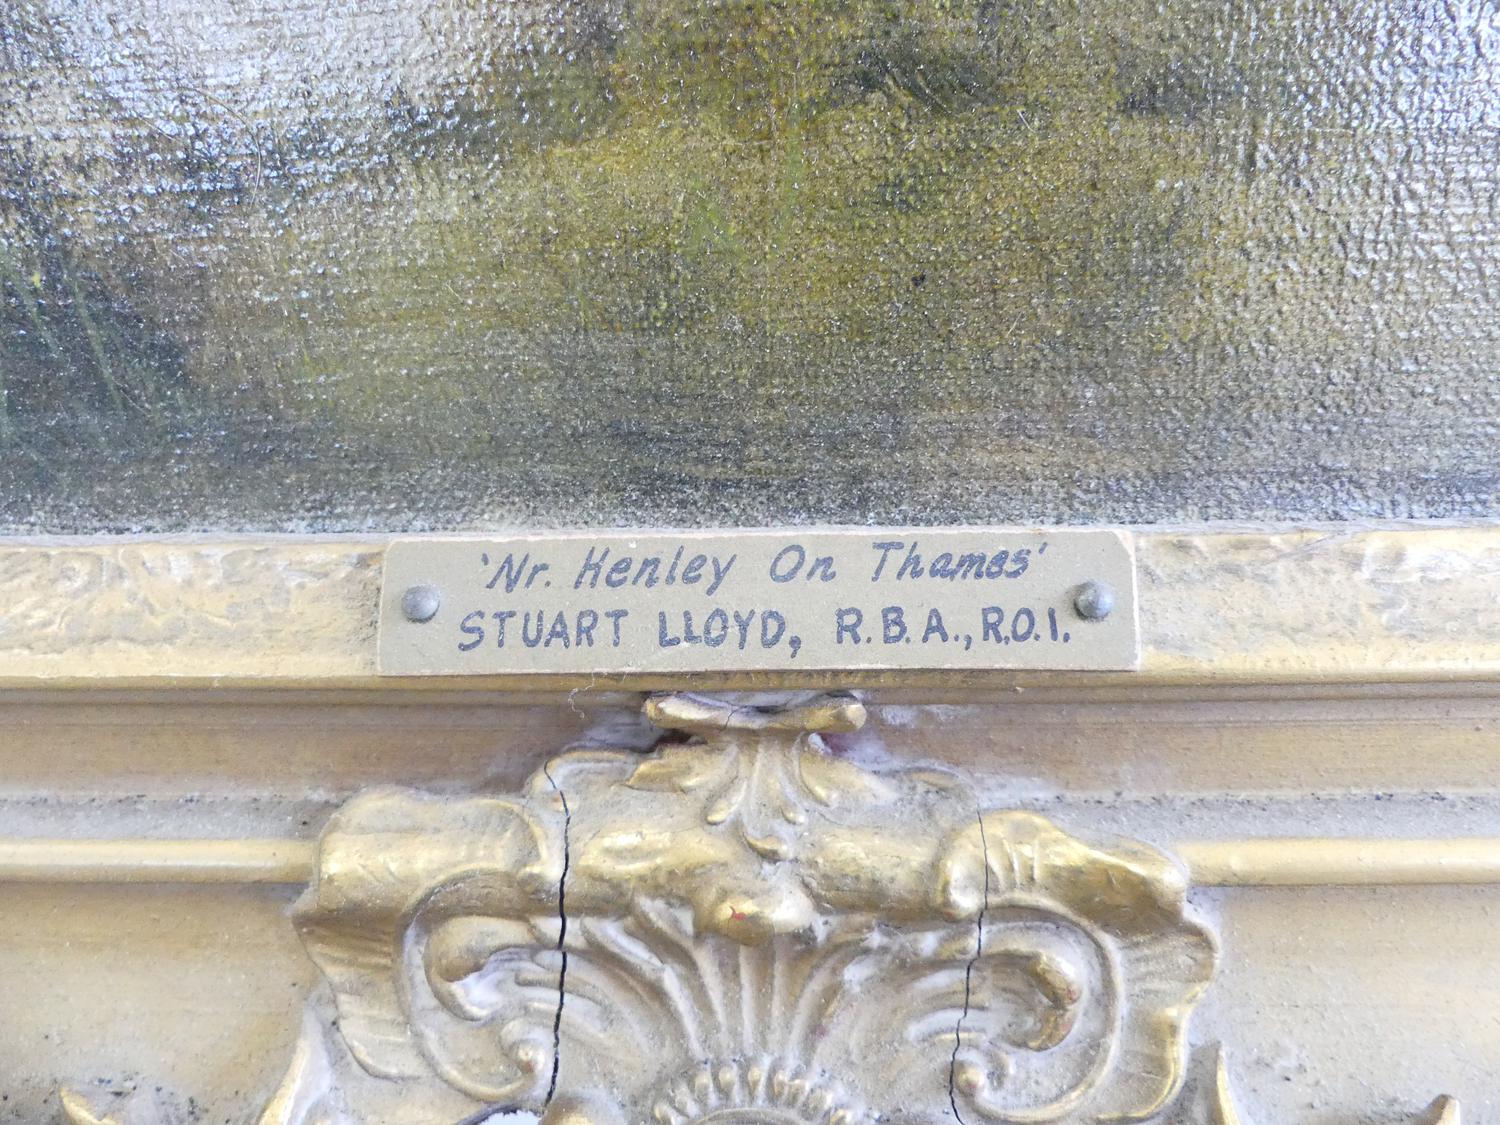 'Nr. Henley On Thames'
STUART LLOYD, R.B.A., R.O.I.